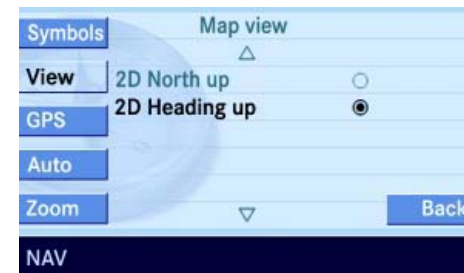 Map view
Symbols
View
GPS
Auto
Zoom
2D North up
2D Heading up
Back
NAV